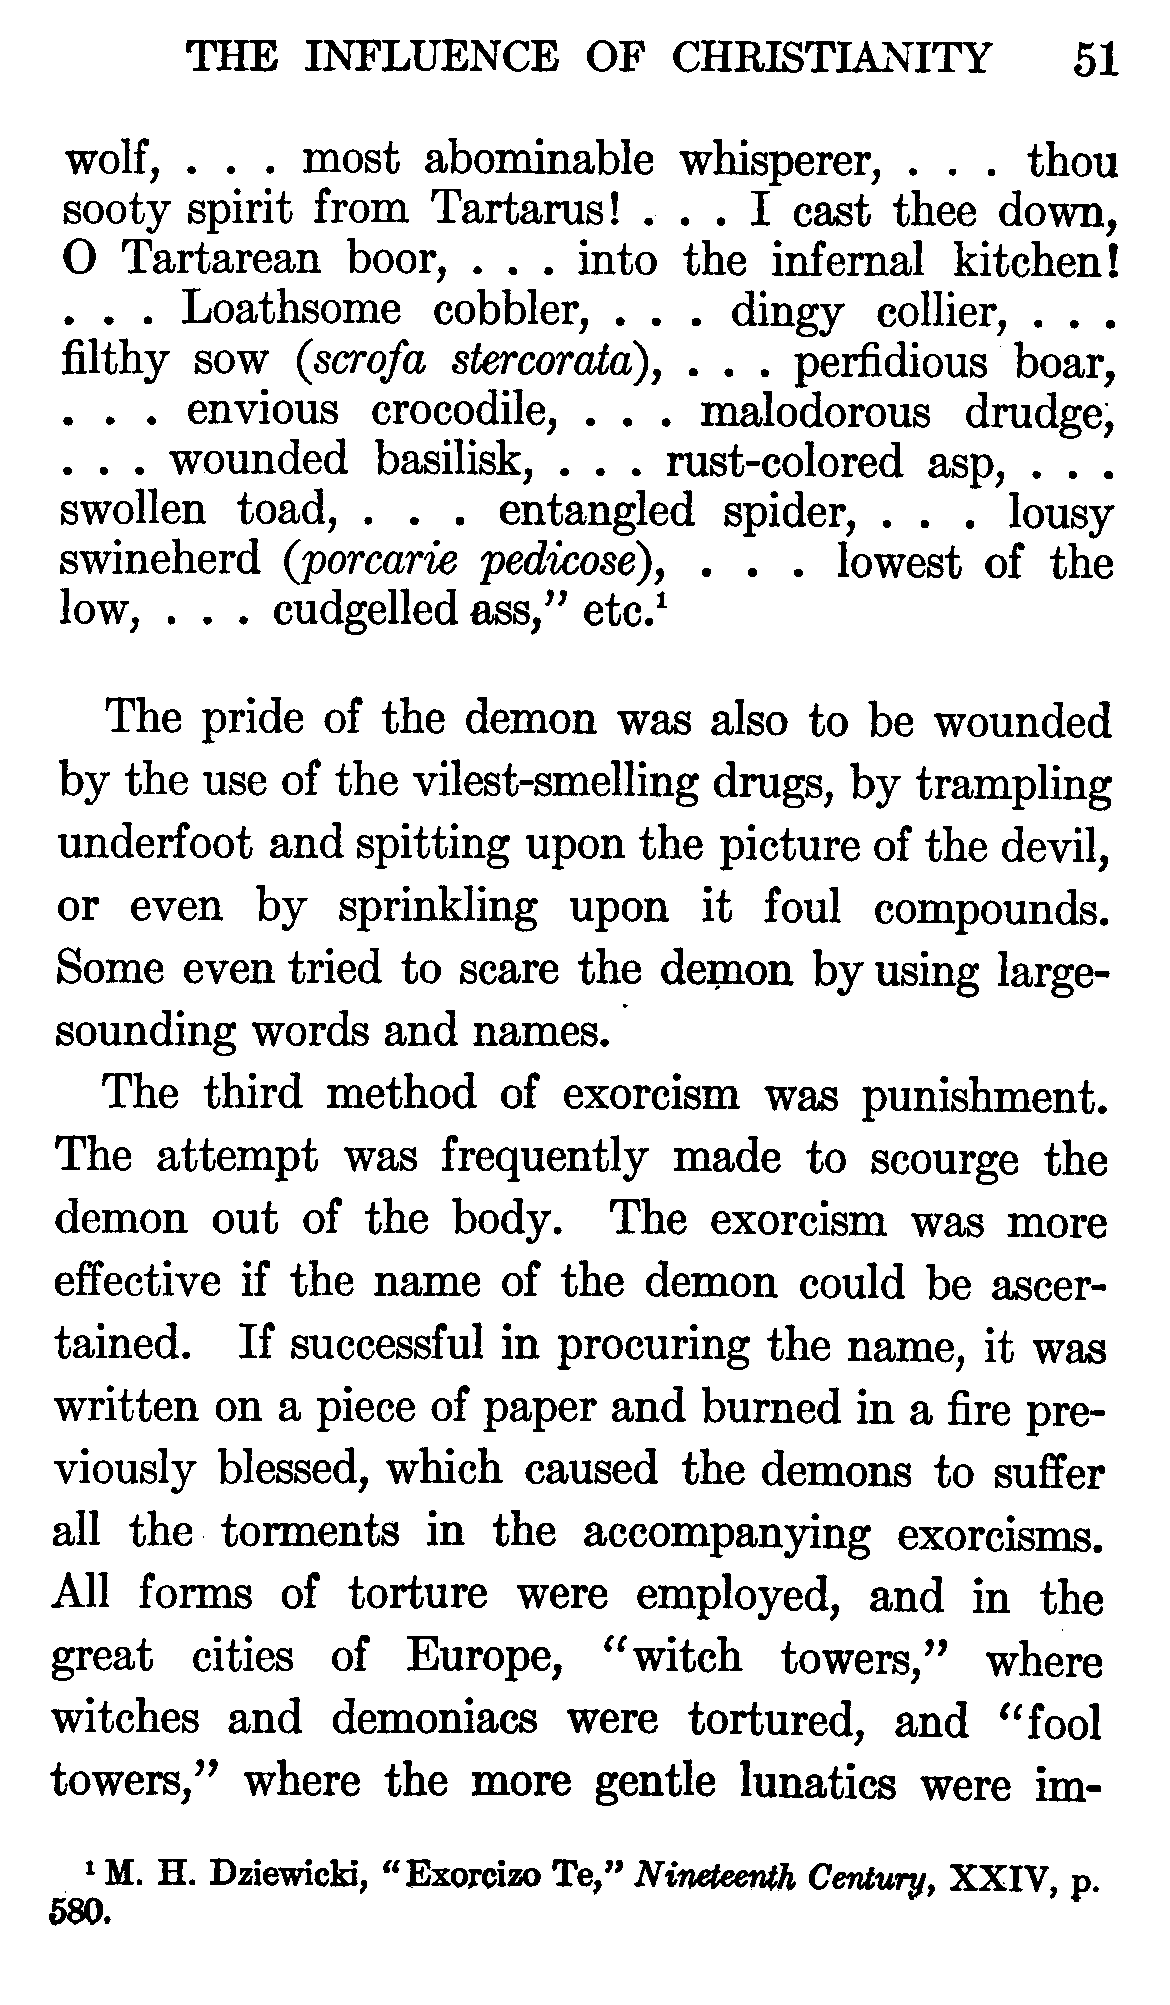 THE INFLUENCE OF CHRISTIANITY 51
wolf, . . . most abominable whisperer, . . . thou
sooty spirit from Tartarus! . . . I cast thee down,
O Tartarean boor, . . . into the infernal kitchen!
. . . Loathsome cobbler, . . . dingy collier, . . .
filthy sow (scrofa stercorata), . . . perfidious boar,
. . . envious crocodile, . . . malodorous drudge,
. . . wounded basilisk, . . . rust-colored asp, . . .
swollen toad, . . . entangled spider, . . . lousy
swineherd (porcarie pedicose), . . . lowest of the
low, . . . cudgelled ass,” etc.¹
The pride of the demon was also to be wounded
by the use of the vilest-smelling drugs, by trampling
underfoot and spitting upon the picture of the devil,
or even by sprinkling upon it foul compounds.
Some even tried to scare the demon by using large-
sounding words and names.
The third method of exorcism was punishment.
The attempt was frequently made to scourge the
demon out of the body. The exorcism was more
effective if the name of the demon could be ascer-
tained. If successful in procuring the name, it was
written on a piece of paper and burned in a fire pre-
viously blessed, which caused the demons to suffer
all the torments in the accompanying exorcisms.
All forms of torture were employed, and in the
great cities of Europe, “witch towers,” where
witches and demoniacs were tortured, and “fool
towers,” where the more gentle lunatics were im-
¹ M. H. Dziewicki, “Exorcizo Te,” Nineteenth Century, XXIV, p.
580.